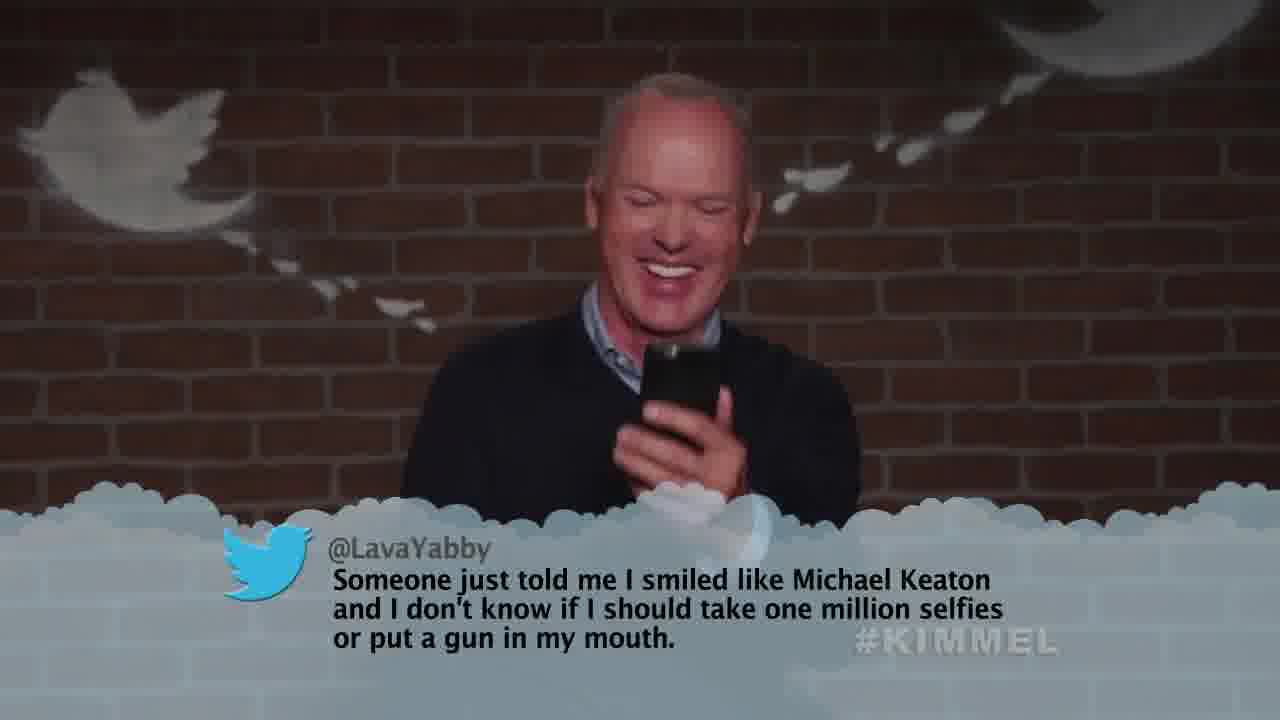 @LavaYabby
Someone just told me I smiled like Michael Keaton
and I don't know if I should take one million selfies
or put a gun in my mouth.
#KIMMEL